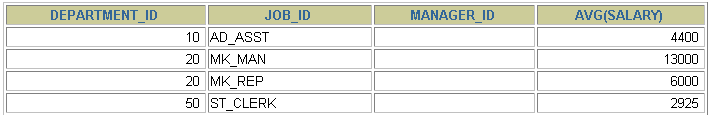 DEPARTMENT_ID JOB_ID MANAGER_ID AVG(SALARY)
10 AD_ASST 4400
20 MK_MAN 13000
20 MK_REP 6000
50 ST_CLERK 2925